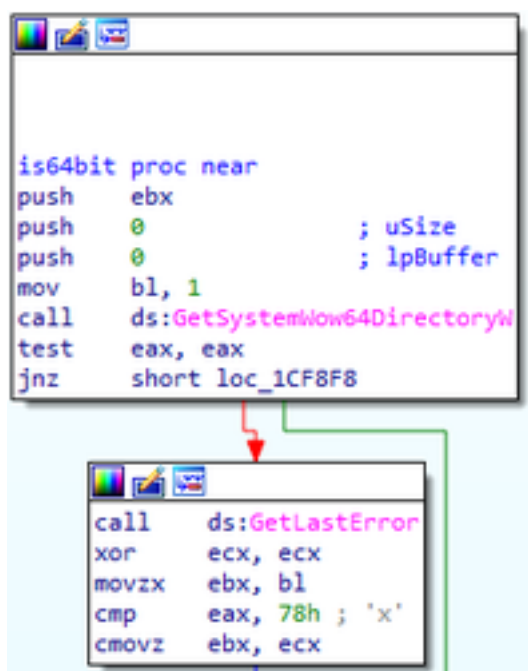 is64bit proc near
push ebx
push 0 ; uSize
push 0 ; lpBuffer
mov bl, 1
call ds:GetSystemWow64DirectoryW
test eax, eax
jnz short loc_1CF8F8
call ds:GetLastError
xor ecx, ecx
movzx ebx, bl
cmp eax, 78h ; 'x'
cmovz ebx, ecx